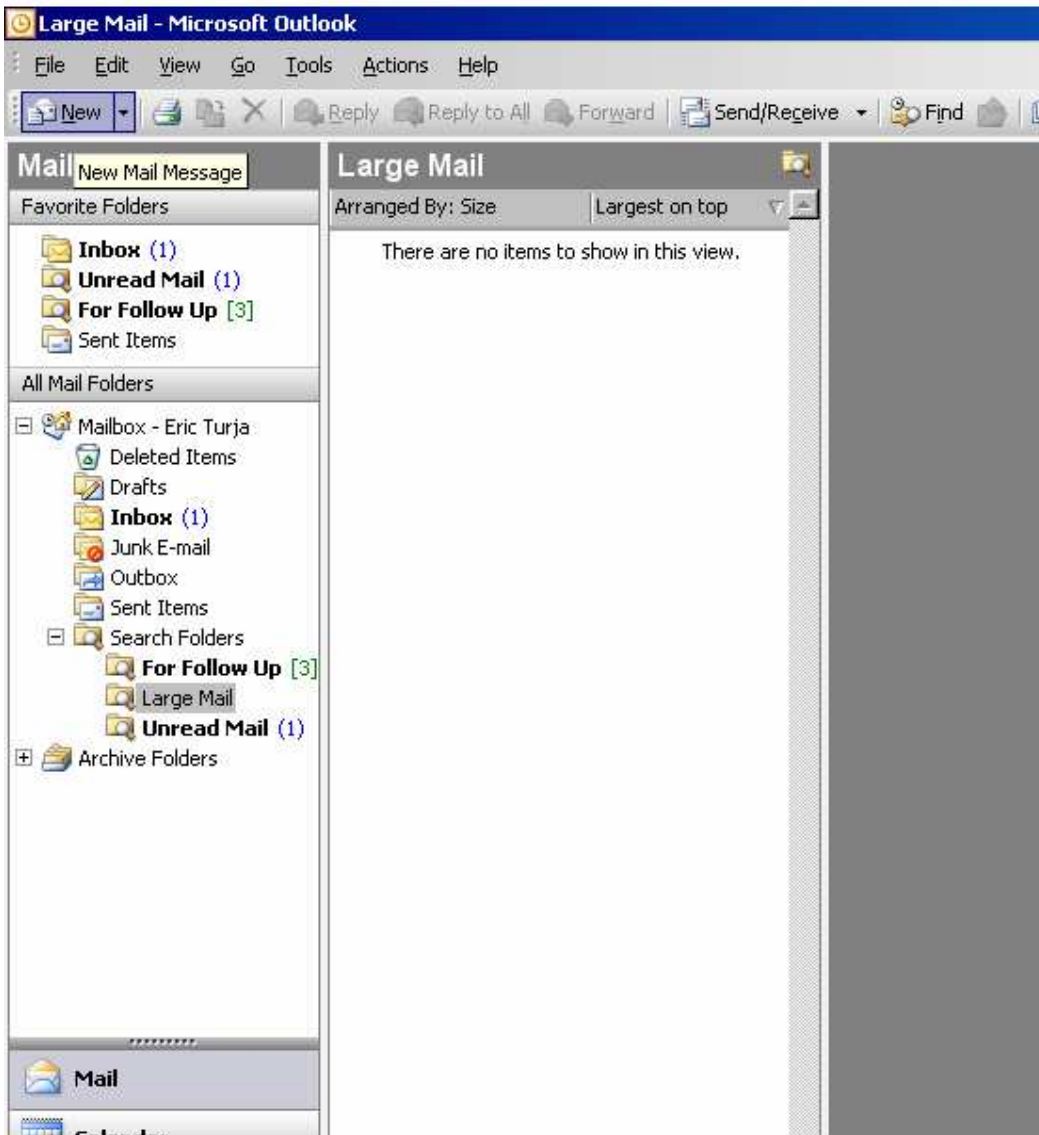 Large Mail - Microsoft Outlook
File Edit View Go Tools Actions Help
New Reply Reply to All Forward Send/Receive Find
Mail
New Mail Message
Favorite Folders
Inbox (1)
Unread Mail (1)
For Follow Up [3]
Sent Items
All Mail Folders
Mailbox - Eric Turja
Deleted Items
Drafts
Inbox (1)
Junk E-mail
Outbox
Sent Items
Search Folders
For Follow Up [3]
Large Mail
Unread Mail (1)
Archive Folders
Mail
Calendar
Large Mail
Arranged By: Size Largest on top
There are no items to show in this view.